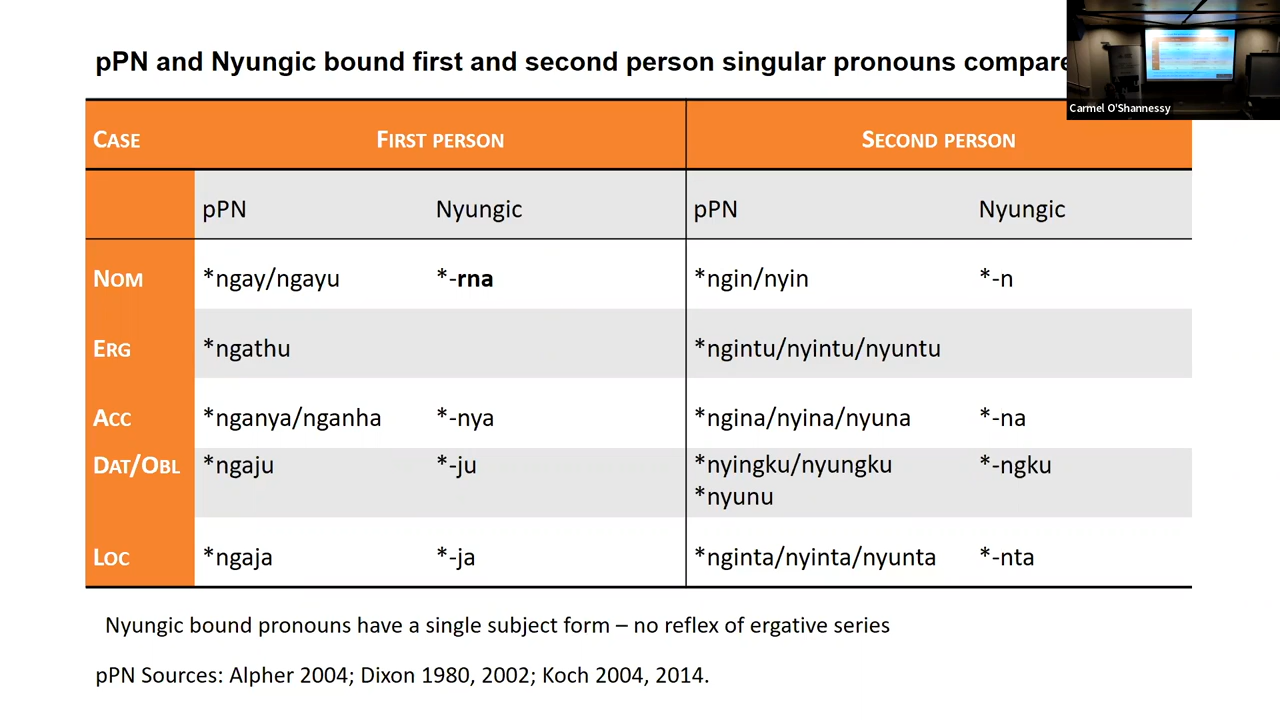 pPN and Nyungic bound first and second person singular pronouns compare
Carmel O'Shannessy
CASE FIRST PERSON SECOND PERSON
pPN Nyungic pPN Nyungic
NOM *ngay/ngayu *-rna *ngin/nyin *-n
ERG *ngathu *ngintu/nyintu/nyuntu
ACC *nganya/nganha *-nya *ngina/nyina/nyuna *-na
DAT/OBL *ngaju *-ju *nyingku/nyungku *-ngku
*nyunu
LOC *ngaja *-ja *nginta/nyinta/nyunta *-nta
Nyungic bound pronouns have a single subject form – no reflex of ergative series
pPN Sources: Alpher 2004; Dixon 1980, 2002; Koch 2004, 2014.